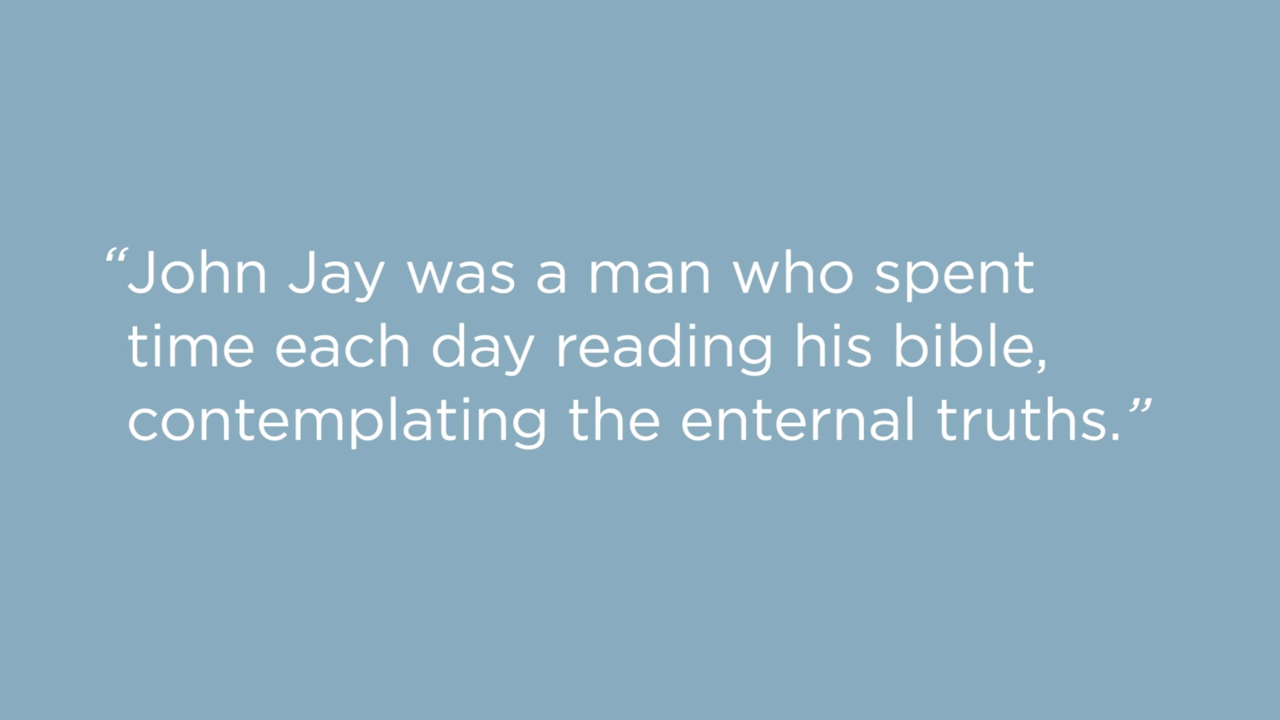 “John Jay was a man who spent
time each day reading his bible,
contemplating the enternal truths.”